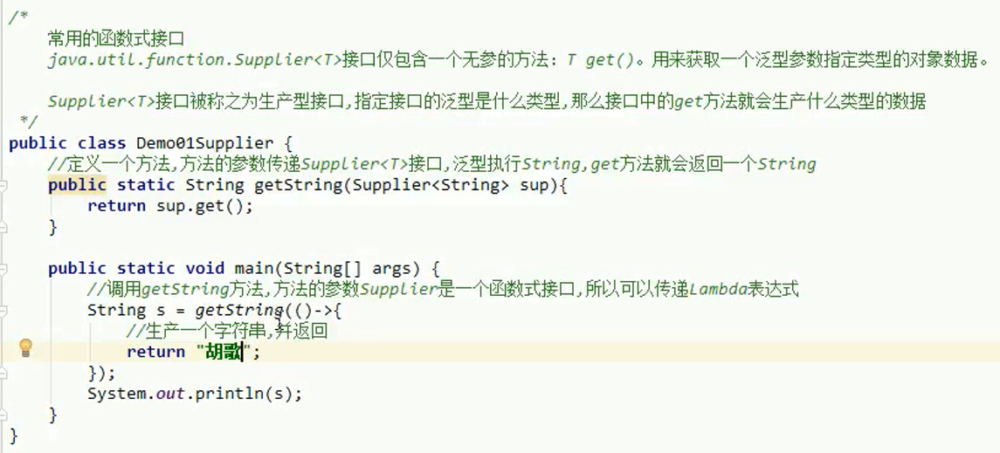 /*
常用的函数式接口
java.util.function.Supplier<T>接口仅包含一个无参的方法：T get()。用来获取一个泛型参数指定类型的对象数据。
Supplier<T>接口被称之为生产型接口,指定接口的泛型是什么类型,那么接口中的get方法就会生产什么类型的数据
*/
public class Demo01Supplier {
//定义一个方法,方法的参数传递Supplier<T>接口,泛型执行String,get方法就会返回一个String
public static String getString(Supplier<String> sup){
return sup.get();
}
public static void main(String[] args) {
//调用getString方法,方法的参数Supplier是一个函数式接口,所以可以传递Lambda表达式
String s = getString(()->{
//生产一个字符串,并返回
return "胡歌";
});
System.out.println(s);
}
}